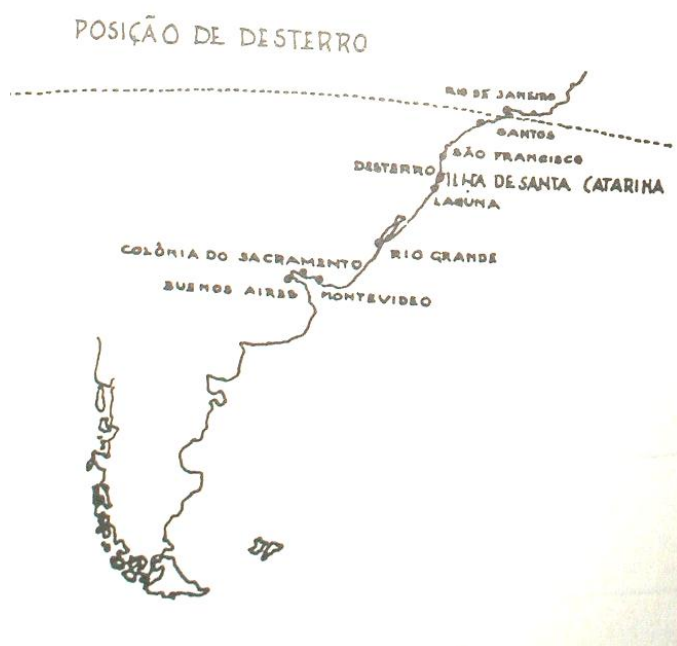 POSIÇÃO DE DESTERRO
RIO DE JANEIRO
SANTOS
SÃO FRANCISCO
DESTERRO
ILHA DE SANTA CATARINA
LAGUNA
RIO GRANDE
COLÔNIA DO SACRAMENTO
BUENOS AIRES
MONTEVIDEO